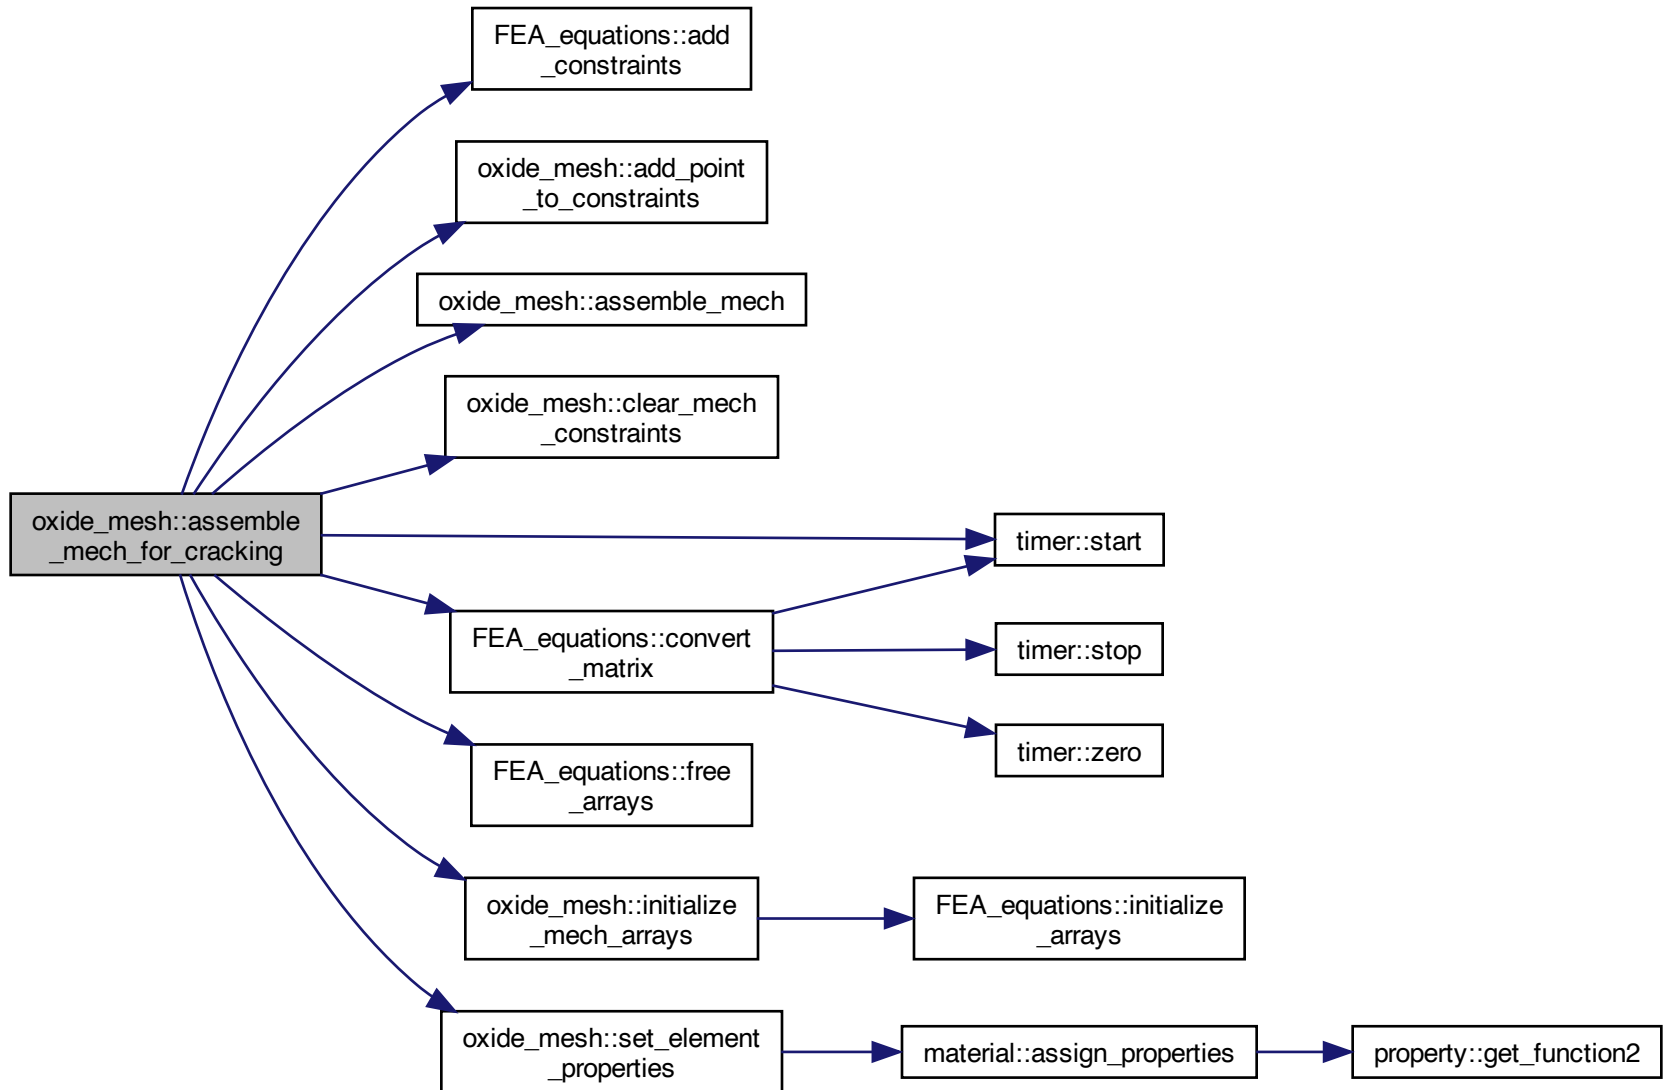 FEA_equations::add
_constraints
oxide_mesh::add_point
_to_constraints
oxide_mesh::assemble_mech
oxide_mesh::clear_mech
_constraints
oxide_mesh::assemble
_mech_for_cracking
timer::start
FEA_equations::convert
_matrix
timer::stop
timer::zero
FEA_equations::free
_arrays
oxide_mesh::initialize
_mech_arrays
FEA_equations::initialize
_arrays
oxide_mesh::set_element
_properties
material::assign_properties
property::get_function2